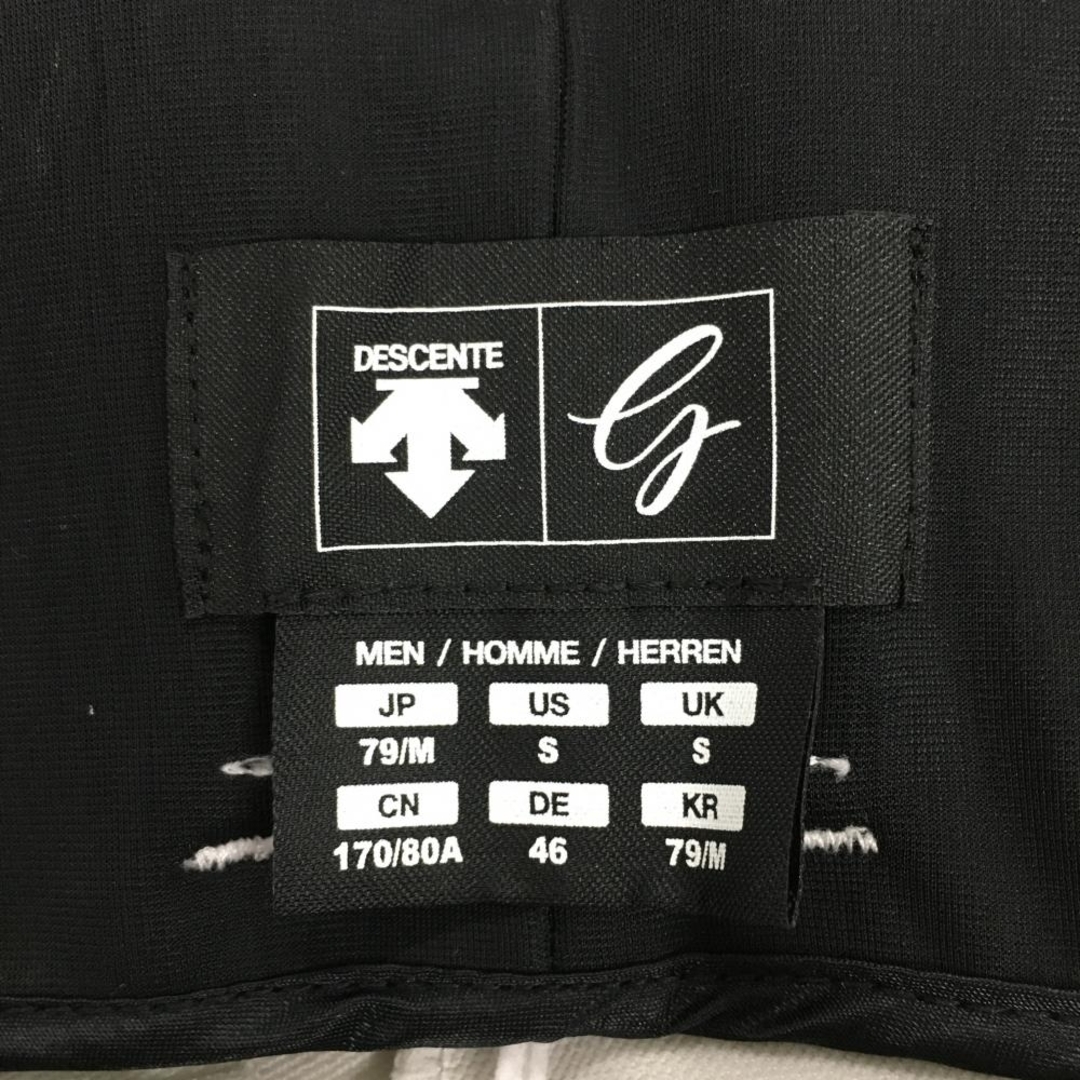 DESCENTE
G
MEN / HOMME / HERREN
JP US UK
79/M S S
CN DE KR
170/80A 46 79/M